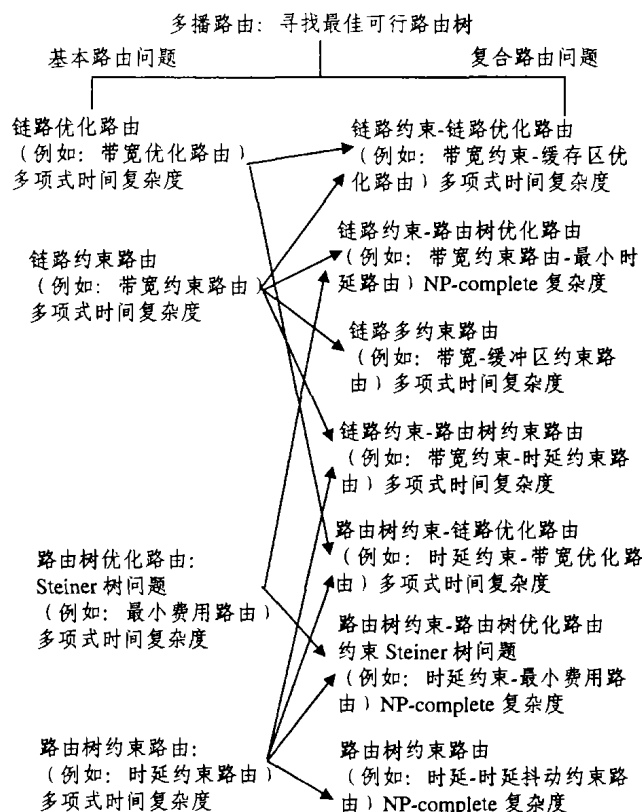 多播路由: 寻找最佳可行路由树
基本路由问题
复合路由问题
链路优化路由
(例如: 带宽优化路由)
多项式时间复杂度
链路约束路由
(例如: 带宽约束路由)
多项式时间复杂度
路由树优化路由:
Steiner 树问题
(例如: 最小费用路由)
多项式时间复杂度
路由树约束路由:
(例如: 时延约束路由)
多项式时间复杂度
链路约束-链路优化路由
(例如: 带宽约束-缓存区优
化路由) 多项式时间复杂度
链路约束-路由树优化路由
(例如: 带宽约束路由-最小时
延路由) NP-complete 复杂度
链路多约束路由
(例如: 带宽-缓冲区约束路
由) 多项式时间复杂度
链路约束-路由树约束路由
(例如: 带宽约束-时延约束路
由) 多项式时间复杂度
路由树约束-链路优化路由
(例如: 时延约束-带宽优化路
由) 多项式时间复杂度
路由树约束-路由树优化路由
约束 Steiner 树问题
(例如: 时延约束-最小费用路
由) NP-complete 复杂度
路由树约束路由
(例如: 时延-时延抖动约束路
由) NP-complete 复杂度